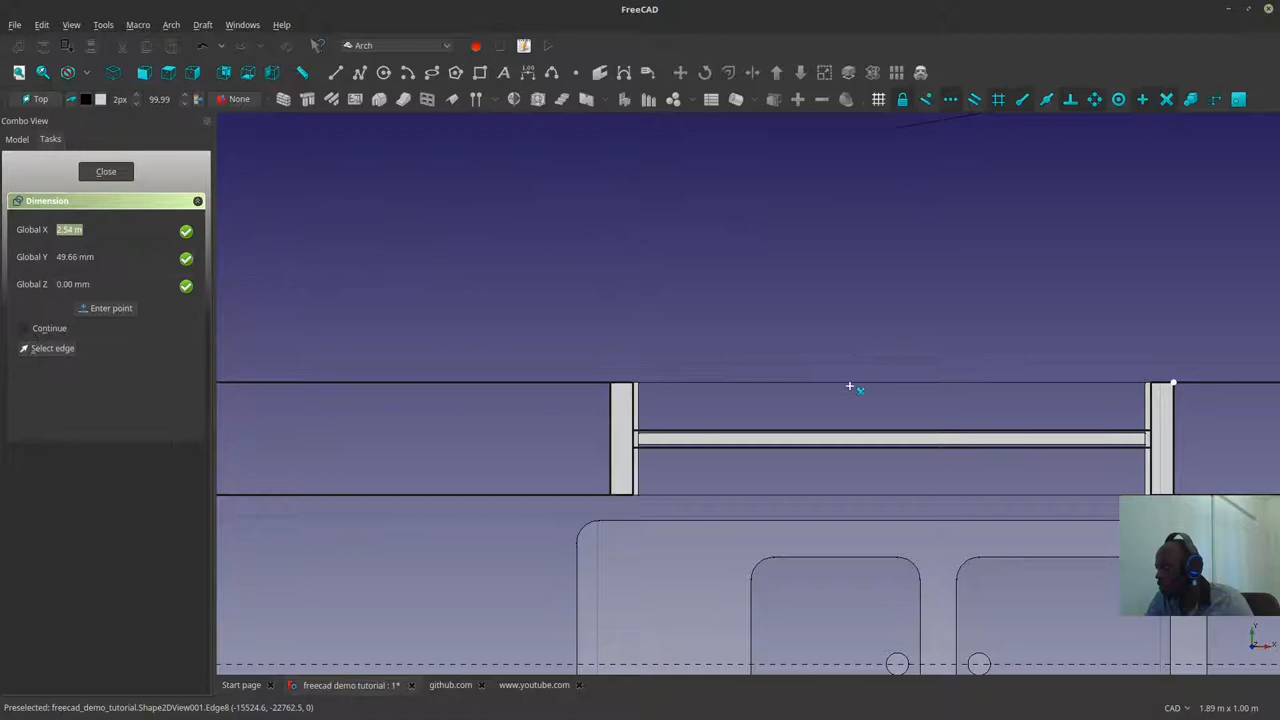 FreeCAD
File Edit View Tools Macro Arch Draft Windows Help
Arch
Top 2px 99.99 None
Combo View
Model Tasks
Close
Dimension
Global X 2.54 m
Global Y 49.66 mm
Global Z 0.00 mm
Enter point
Continue
Select edge
Y
X
Start page freecad demo tutorial : 1* github.com www.youtube.com
Preselected: freecad_demo_tutorial.Shape2DView001.Edge8 (-15524.6, -22762.5, 0) CAD 1.89 m x 1.00 m